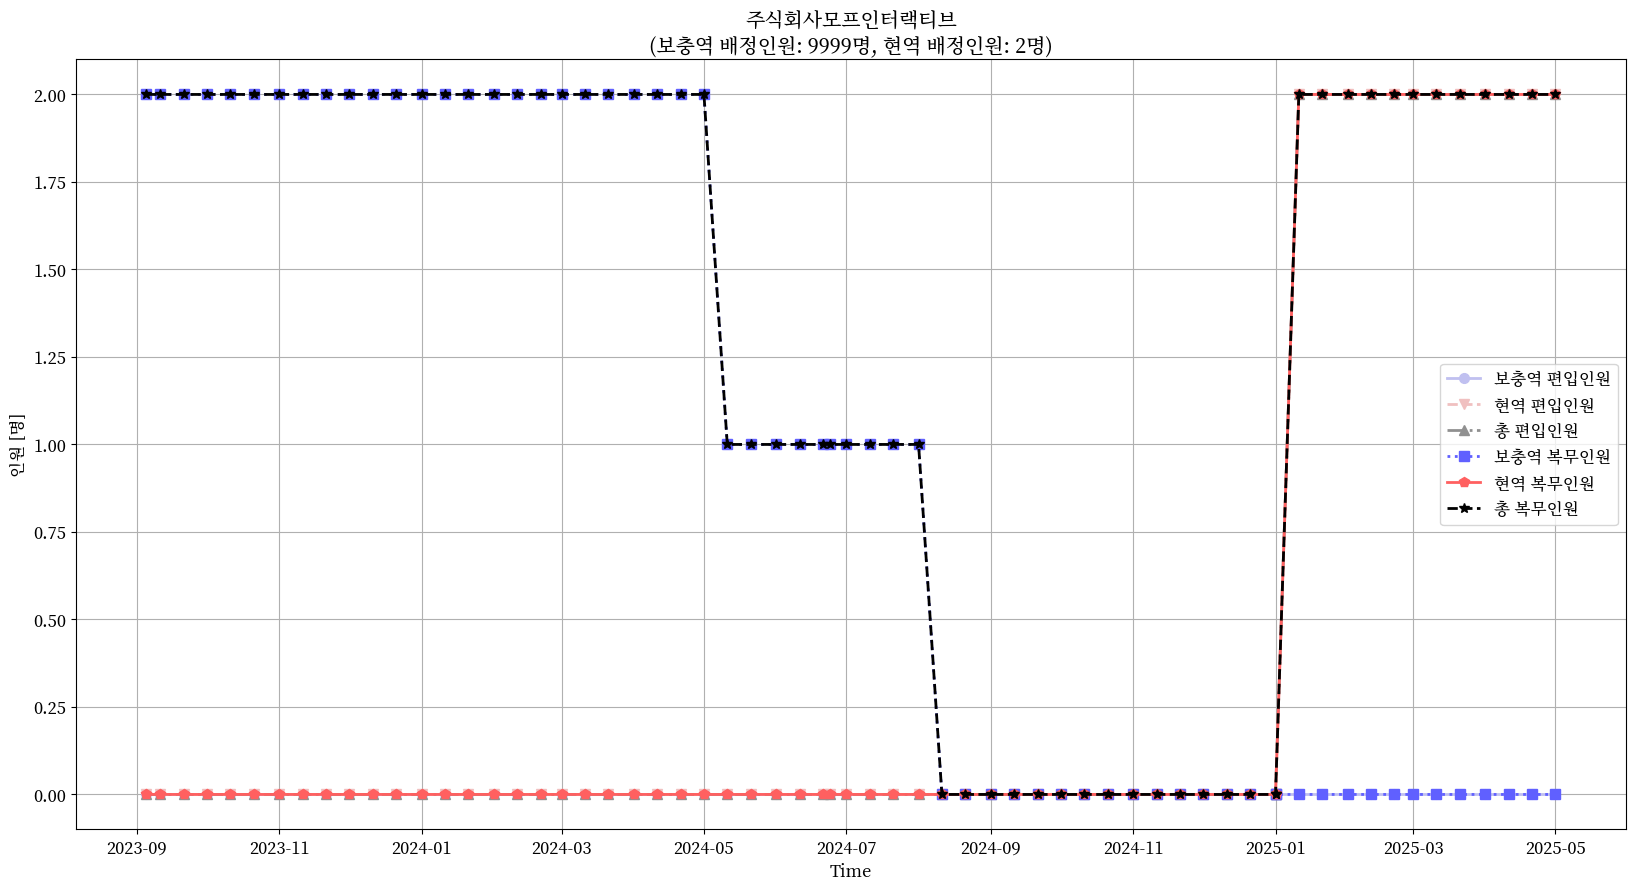 주식회사모프인터랙티브
(보충역 배정인원: 9999명, 현역 배정인원: 2명)
인원 [명]
2.00
1.75
1.50
1.25
1.00
0.75
0.50
0.25
0.00
보충역 편입인원
현역 편입인원
총 편입인원
보충역 복무인원
현역 복무인원
총 복무인원
2023-09 2023-11 2024-01 2024-03 2024-05 2024-07 2024-09 2024-11 2025-01 2025-03 2025-05
Time